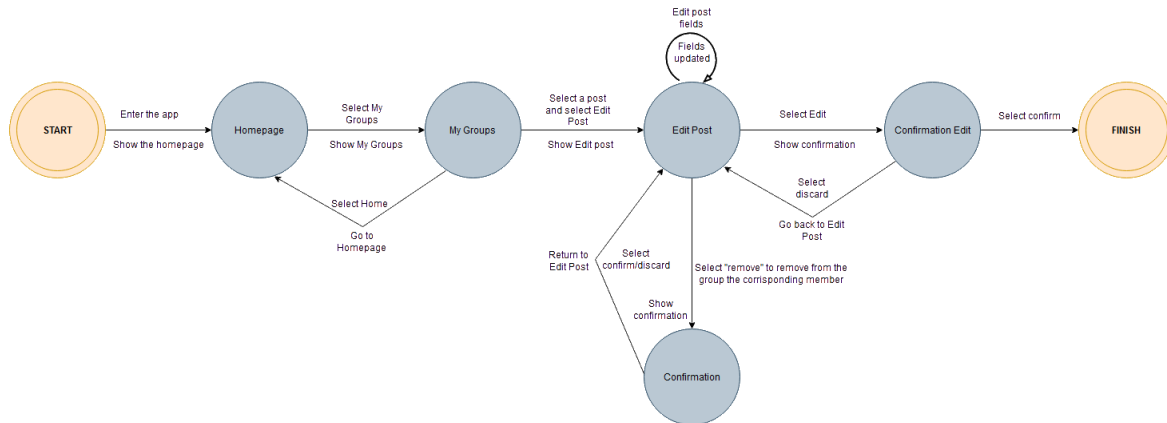 Edit post
fields
Fields
updated
START
Enter the app
Show the homepage
Homepage
Select My
Groups
Show My Groups
My Groups
Select a post
and select Edit
Post
Show Edit post
Edit Post
Select Edit
Show confirmation
Confirmation Edit
Select confirm
FINISH
Select Home
Go to
Homepage
Select
discard
Go back to Edit
Post
Return to
Edit Post
Select
confirm/discard
Select "remove" to remove from the
group the corrisponding member
Show
confirmation
Confirmation